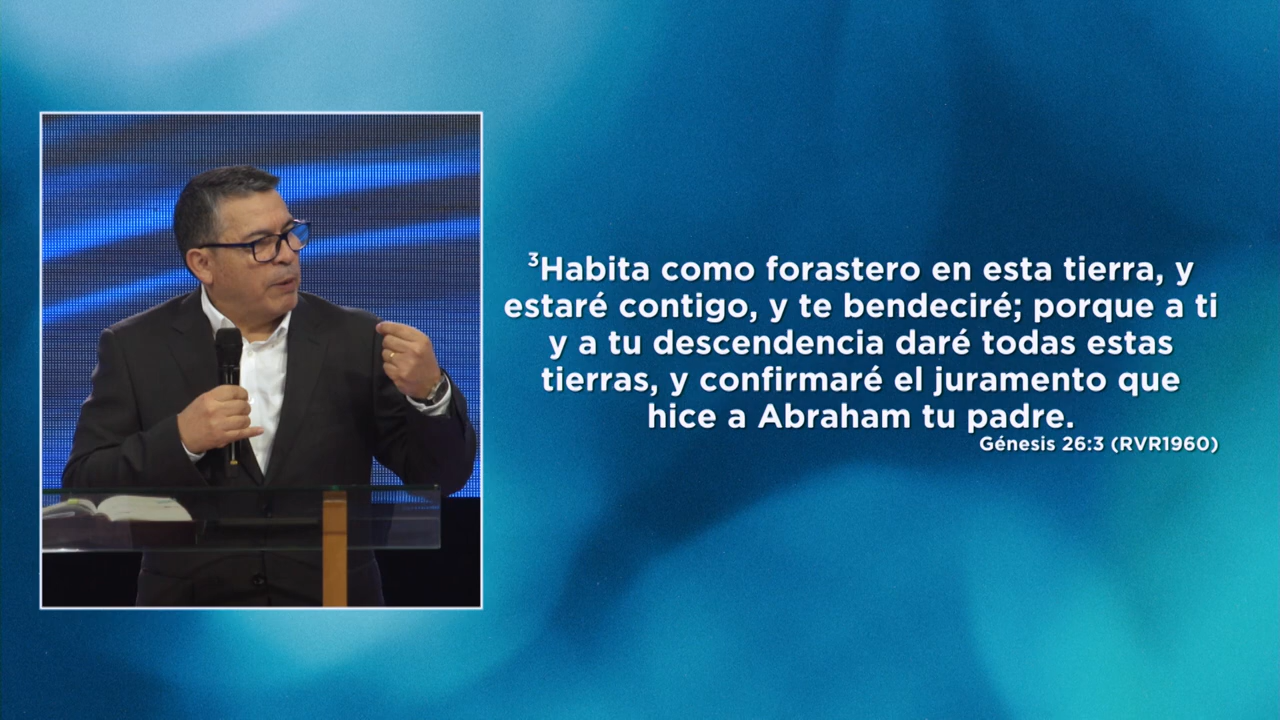 ³Habita como forastero en esta tierra, y
estaré contigo, y te bendeciré; porque a ti
y a tu descendencia daré todas estas
tierras, y confirmaré el juramento que
hice a Abraham tu padre.
Génesis 26:3 (RVR1960)